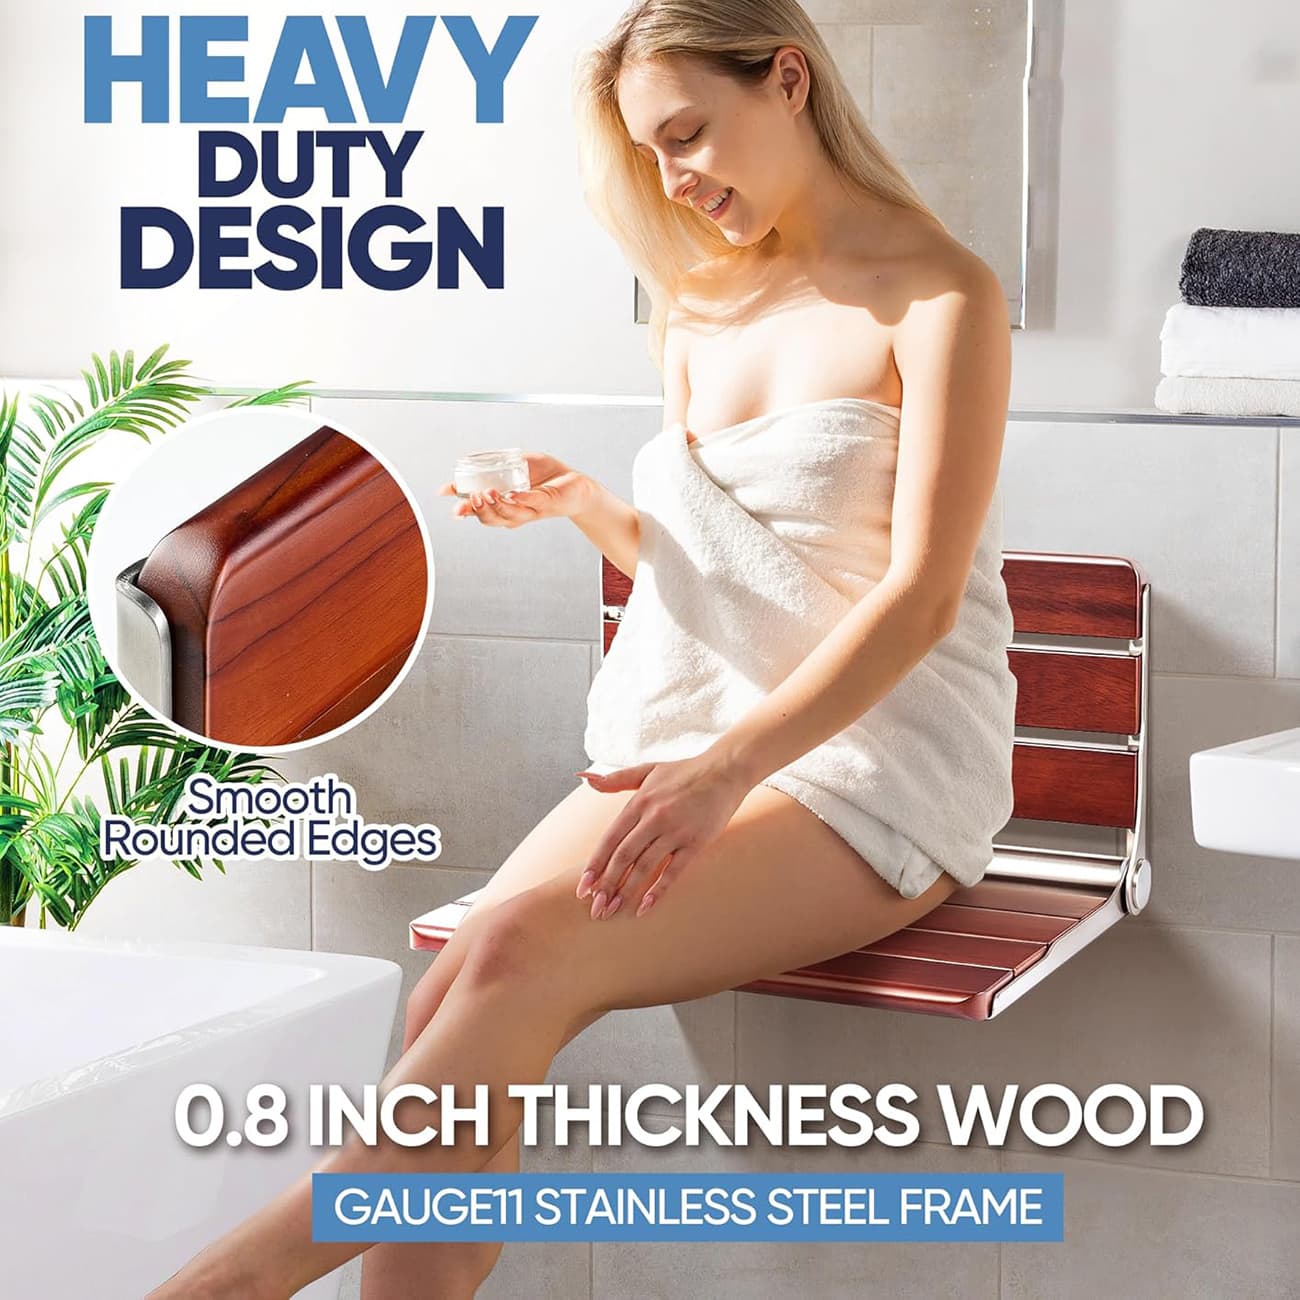 HEAVY
DUTY
DESIGN
Smooth
Rounded Edges
0.8 INCH THICKNESS WOOD
GAUGE11 STAINLESS STEEL FRAME